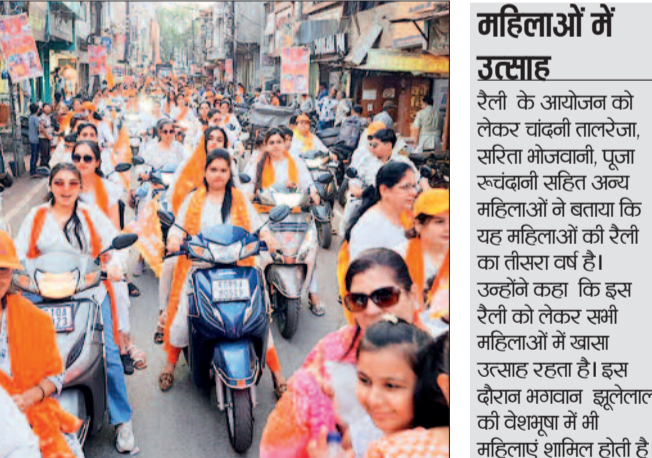 महिलाओं में
उत्साह
रैली के आयोजन को
लेकर चांदनी तालरेजा,
सरिता भोजवानी, पूजा
रूचंदानी सहित अन्य
महिलाओं ने बताया कि
यह महिलाओं की रैली
का तीसरा वर्ष है।
उन्होंने कहा कि इस
रैली को लेकर सभी
महिलाओं में खासा
उत्साह रहता है। इस
दौरान भगवान झूलेलाल
की वेशभूषा में भी
महिलाएं शामिल होती है